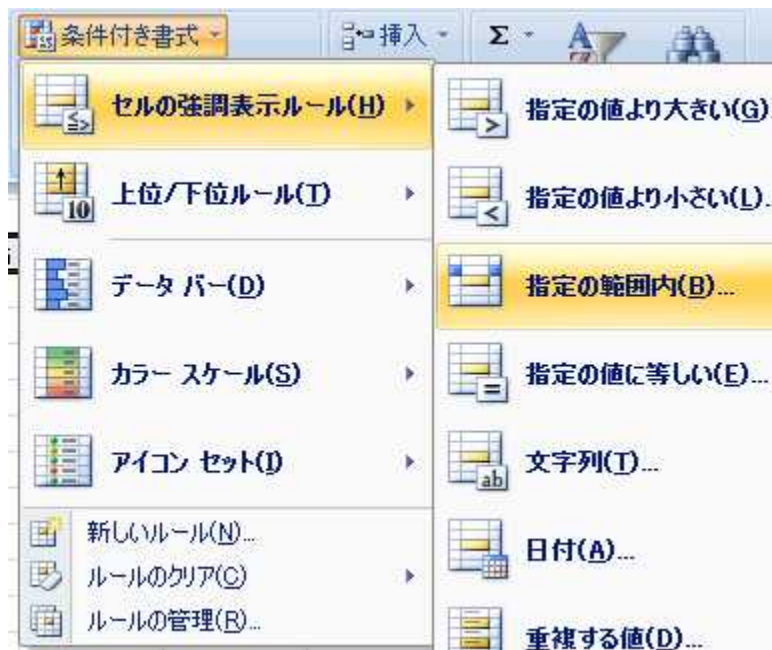 条件付き書式
挿入
Σ
セルの強調表示ルール(H)
上位/下位ルール(T)
10
データ バー(D)
カラー スケール(S)
アイコン セット(I)
新しいルール(N)...
ルールのクリア(C)
ルールの管理(R)...
指定の値より大きい(G)...
指定の値より小さい(L)...
指定の範囲内(B)...
指定の値に等しい(E)...
文字列(T)...
ab
日付(A)...
重複する値(D)...